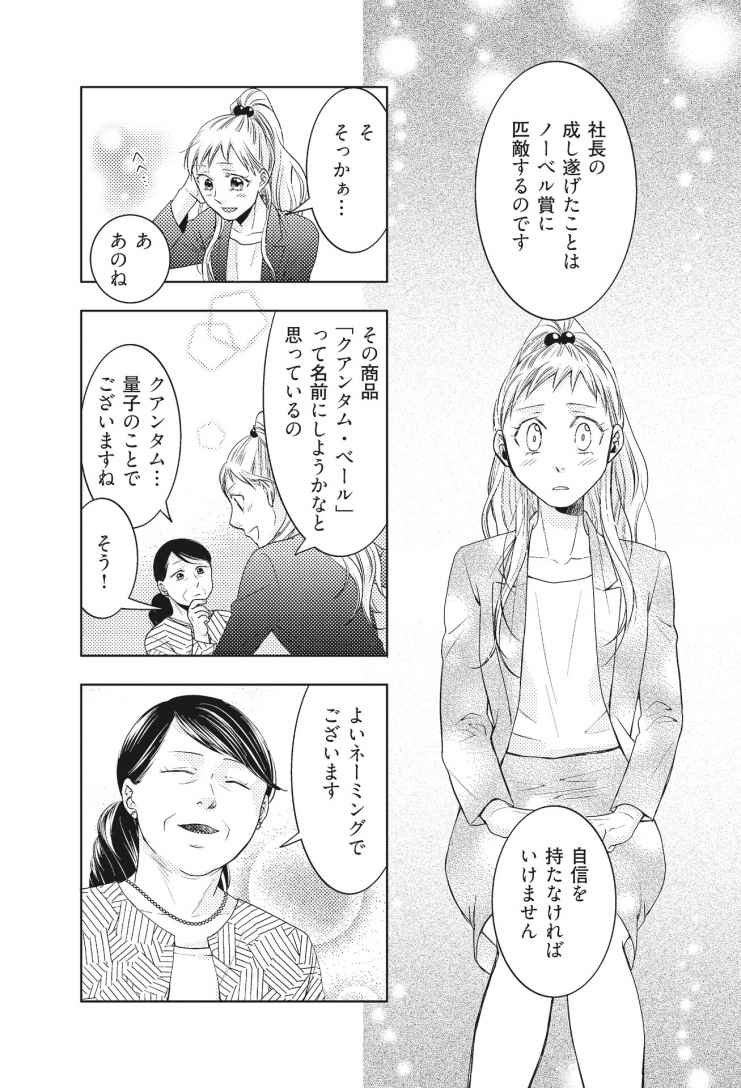 社長の
成し遂げたことは
ノーベル賞に
匹敵するのです
自信を
持たなければ
いけません
そ
そっかぁ…
へへ…
あ
あのね
その商品
「クアンタム・ベール」
って名前にしようかなと
思っているの
クアンタム…
量子のことで
ございますね
そう！
よいネーミングで
ございます